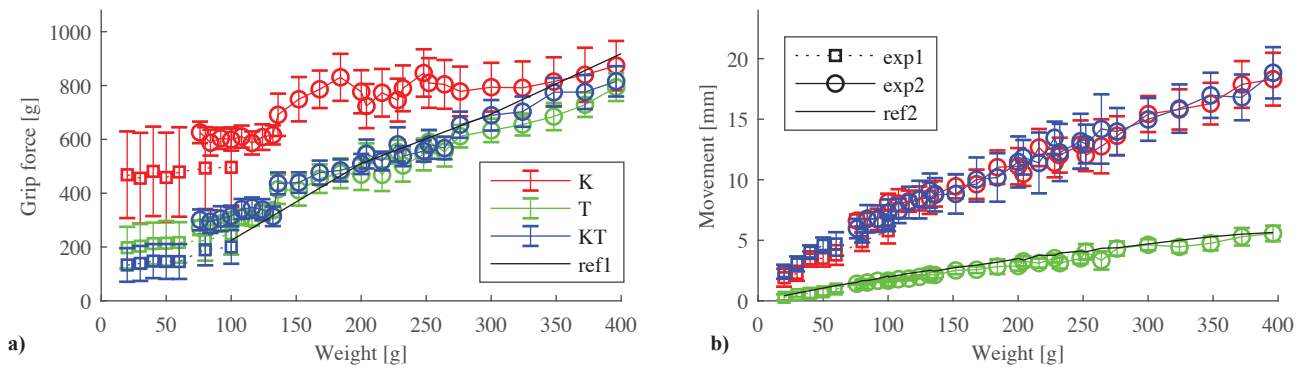 1000
800
600
400
200
0
Grip force [g]
K
T
KT
ref1
0 50 100 150 200 250 300 350 400
Weight [g]
a)
20
15
10
5
0
Movement [mm]
exp1
exp2
ref2
0 50 100 150 200 250 300 350 400
Weight [g]
b)